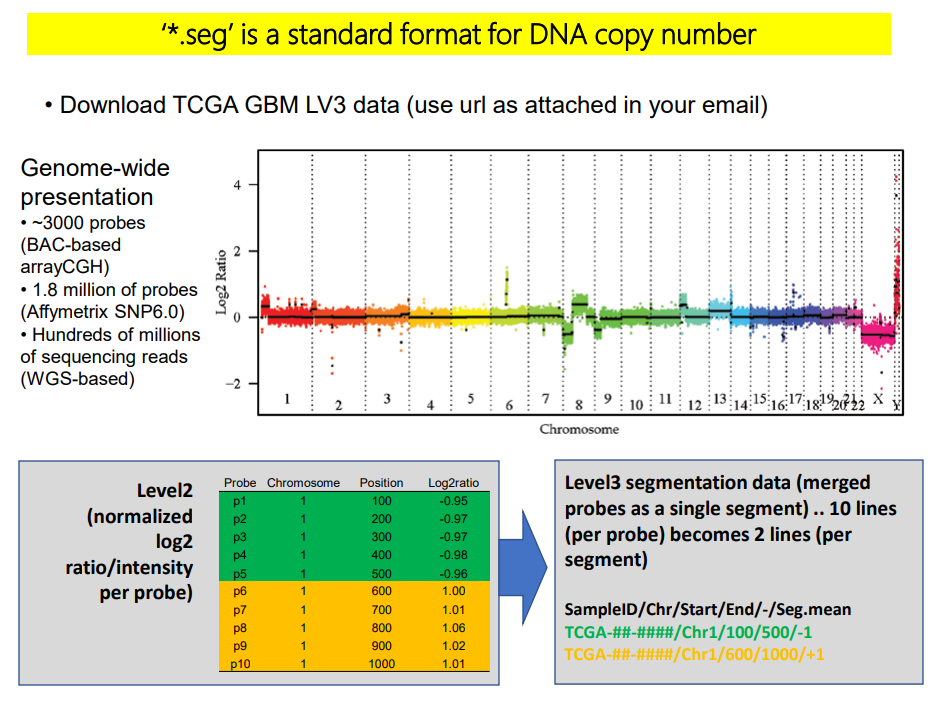 ‘*.seg’ is a standard format for DNA copy number
• Download TCGA GBM LV3 data (use url as attached in your email)
Genome-wide
presentation
• ~3000 probes
(BAC-based
arrayCGH)
• 1.8 million of probes
(Affymetrix SNP6.0)
• Hundreds of millions
of sequencing reads
(WGS-based)
Log2 Ratio
4
2
0
−2
1 2 3 4 5 6 7 8 9 10 11 12 13 14 15 16 17 18 19 20 21 22 X Y
Chromosome
Level2
(normalized
log2
ratio/intensity
per probe)
Probe Chromosome Position Log2ratio
p1 1 100 -0.95
p2 1 200 -0.97
p3 1 300 -0.97
p4 1 400 -0.98
p5 1 500 -0.96
p6 1 600 1.00
p7 1 700 1.01
p8 1 800 1.06
p9 1 900 1.02
p10 1 1000 1.01
Level3 segmentation data (merged
probes as a single segment) .. 10 lines
(per probe) becomes 2 lines (per
segment)
SampleID/Chr/Start/End/-/Seg.mean
TCGA-##-####/Chr1/100/500/-1
TCGA-##-####/Chr1/600/1000/+1